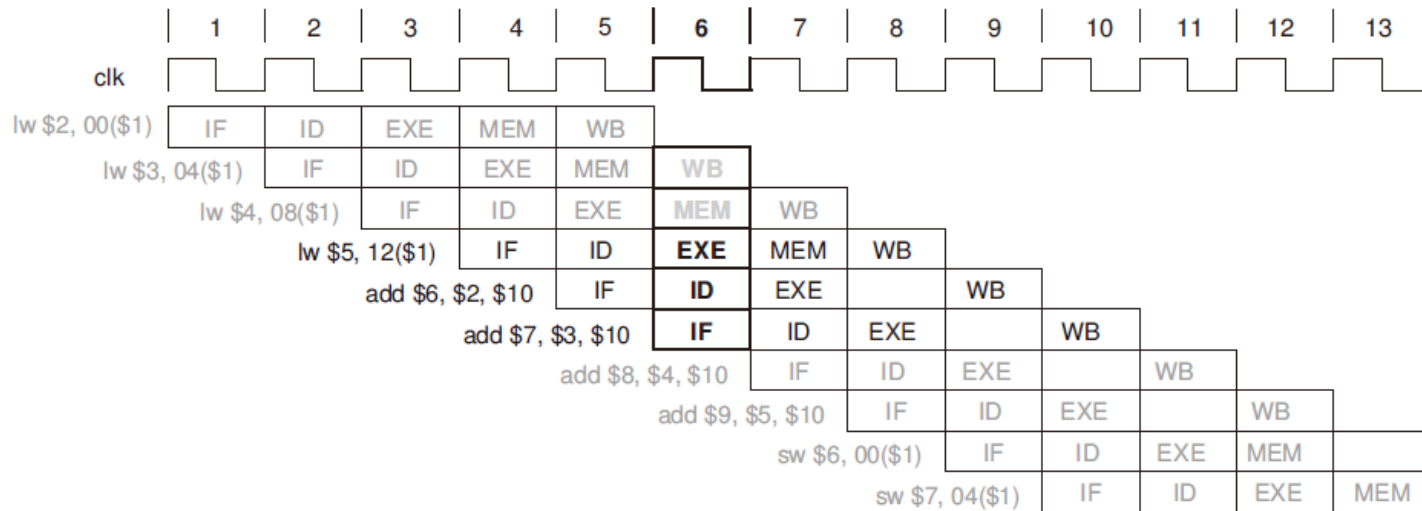 1 2 3 4 5 6 7 8 9 10 11 12 13
clk
lw $2, 00($1) IF ID EXE MEM WB
lw $3, 04($1) IF ID EXE MEM WB
lw $4, 08($1) IF ID EXE MEM WB
lw $5, 12($1) IF ID EXE MEM WB
add $6, $2, $10 IF ID EXE WB
add $7, $3, $10 IF ID EXE WB
add $8, $4, $10 IF ID EXE WB
add $9, $5, $10 IF ID EXE WB
sw $6, 00($1) IF ID EXE MEM
sw $7, 04($1) IF ID EXE MEM